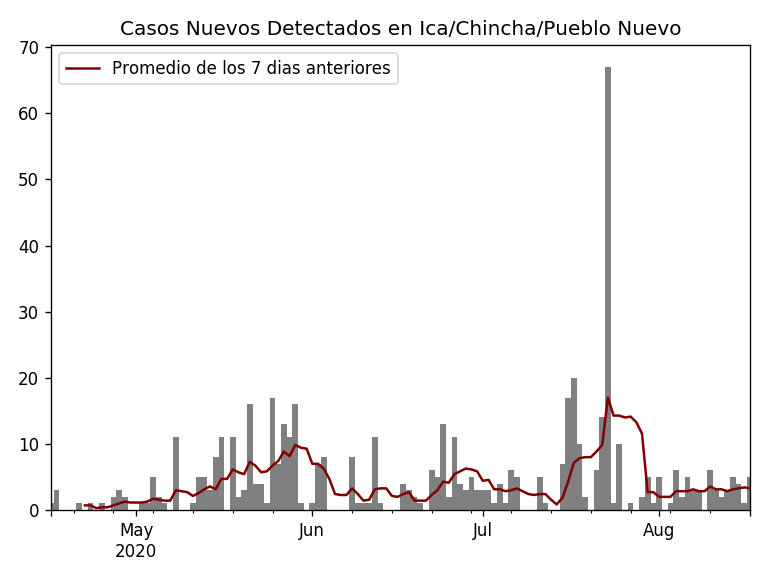 Casos Nuevos Detectados en Ica/Chincha/Pueblo Nuevo
Promedio de los 7 dias anteriores
70
60
50
40
30
20
10
0
May
2020
Jun
Jul
Aug